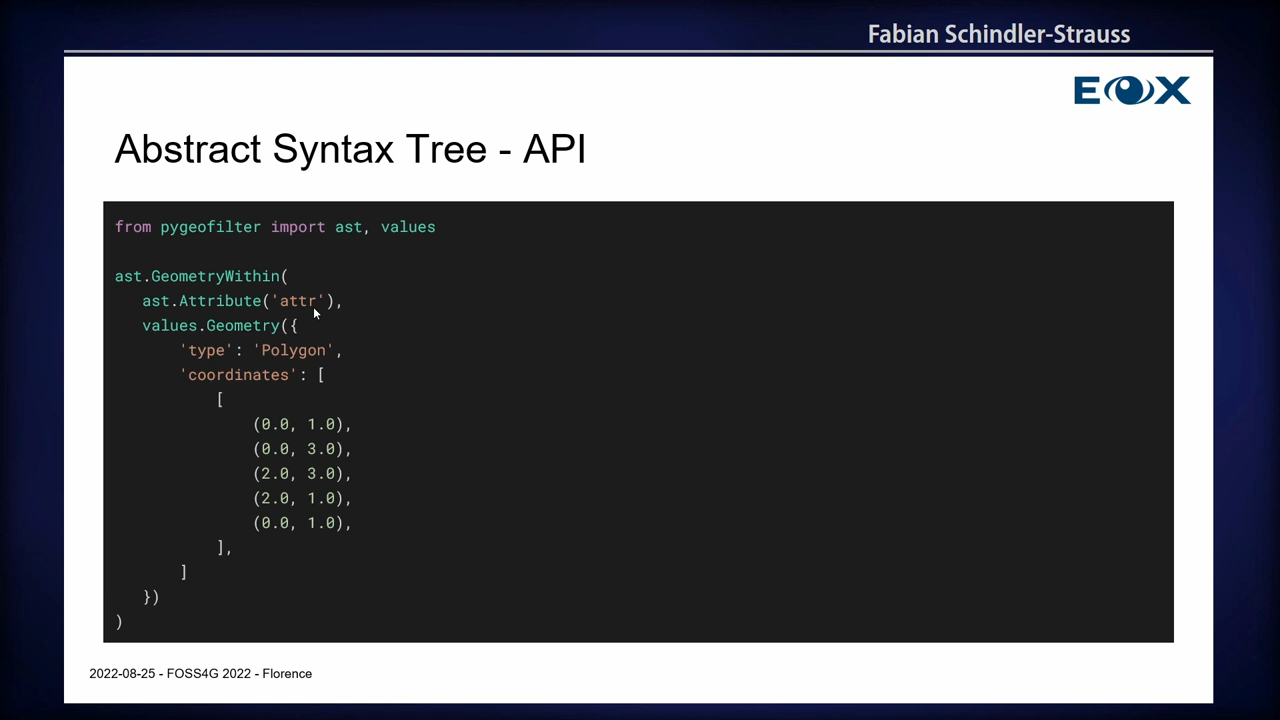 Fabian Schindler-Strauss
EOX
Abstract Syntax Tree - API
from pygeofilter import ast, values
ast.GeometryWithin(
ast.Attribute('attr'),
values.Geometry({
'type': 'Polygon',
'coordinates': [
[
(0.0, 1.0),
(0.0, 3.0),
(2.0, 3.0),
(2.0, 1.0),
(0.0, 1.0),
],
]
})
)
2022-08-25 - FOSS4G 2022 - Florence